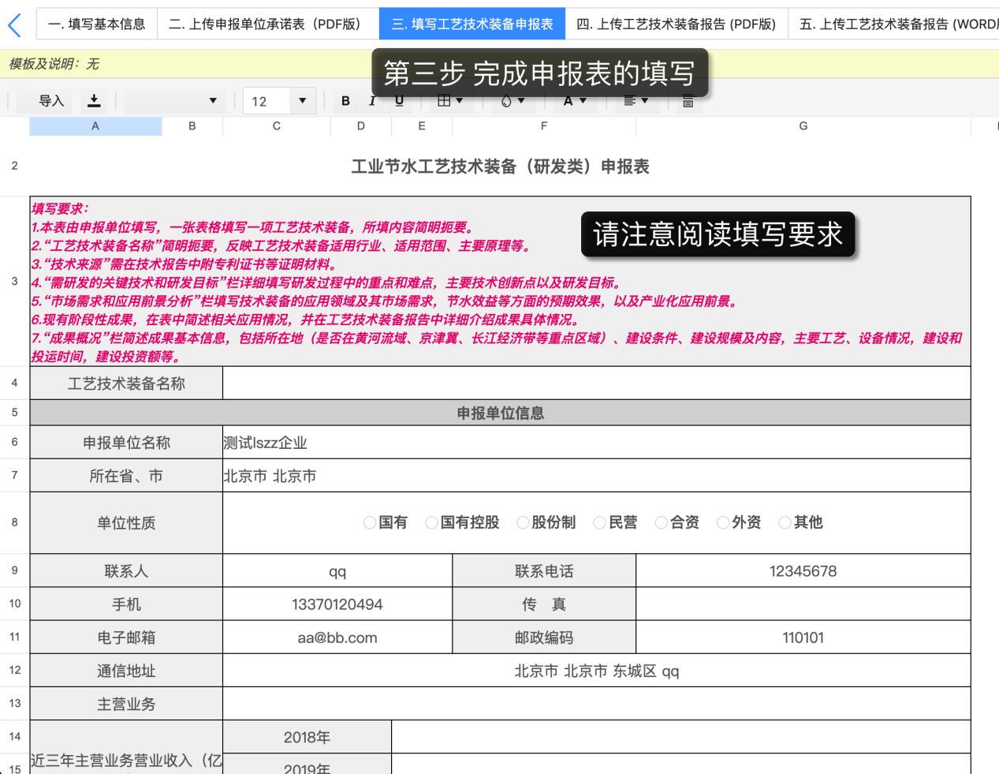 一. 填写基本信息
二. 上传申报单位承诺表（PDF版）
三. 填写工艺技术装备申报表
四. 上传工艺技术装备报告 (PDF版)
五. 上传工艺技术装备报告 (WORD
模板及说明：无
第三步 完成申报表的填写
导入
12
B
I
U
A
A
B
C
D
E
F
G
2
工业节水工艺技术装备（研发类）申报表
请注意阅读填写要求
3
填写要求：
1.本表由申报单位填写，一张表格填写一项工艺技术装备，所填内容简明扼要。
2.“工艺技术装备名称”简明扼要，反映工艺技术装备适用行业、适用范围、主要原理等。
3.“技术来源”需在技术报告中附专利证书等证明材料。
4.“需研发的关键技术和研发目标”栏详细填写研发过程中的重点和难点，主要技术创新点以及研发目标。
5.“市场需求和应用前景分析”栏填写技术装备的应用领域及其市场需求，节水效益等方面的预期效果，以及产业化应用前景。
6.现有阶段性成果，在表中简述相关应用情况，并在工艺技术装备报告中详细介绍成果具体情况。
7.“成果概况”栏简述成果基本信息，包括所在地（是否在黄河流域、京津冀、长江经济带等重点区域）、建设条件、建设规模及内容，主要工艺、设备情况，建设和
投运时间，建设投资额等。
4 工艺技术装备名称
5 申报单位信息
6 申报单位名称 测试lszz企业
7 所在省、市 北京市 北京市
8 单位性质 国有 国有控股 股份制 民营 合资 外资 其他
9 联系人 qq 联系电话 12345678
10 手机 13370120494 传 真
11 电子邮箱 aa@bb.com 邮政编码 110101
12 通信地址 北京市 北京市 东城区 qq
13 主营业务
14 2018年
近三年主营业务营业收入（亿
15 2019年